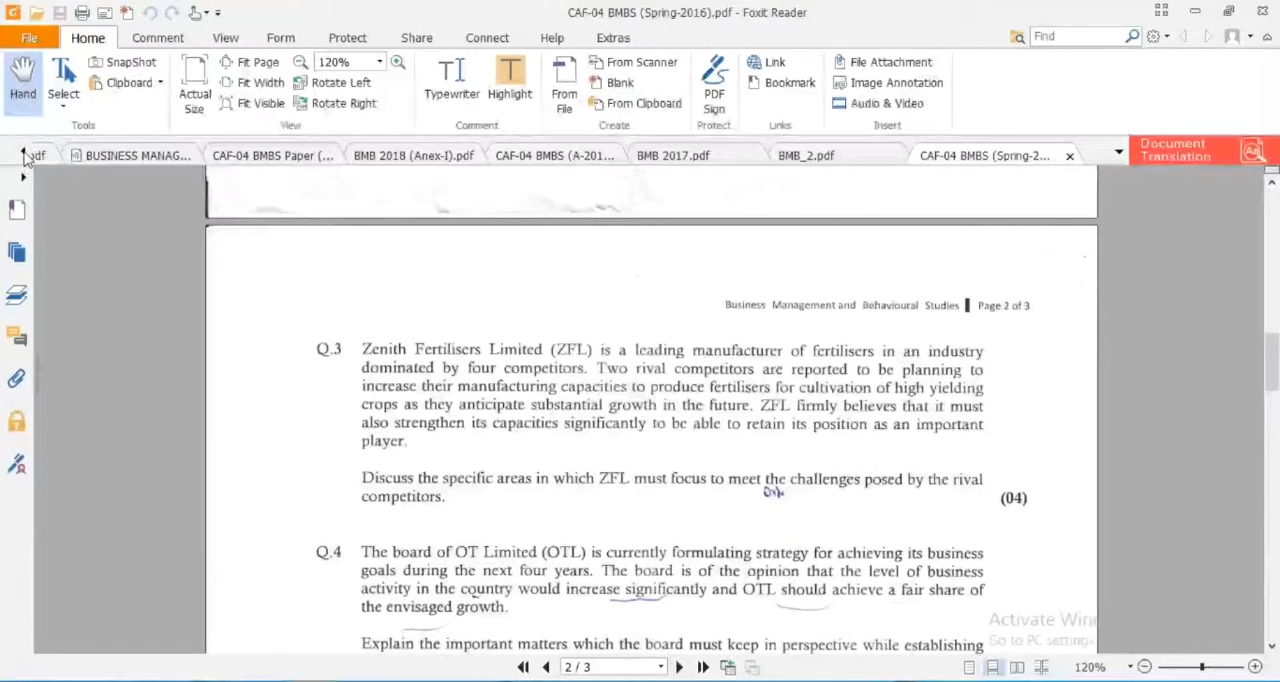 CAF-04 BMBS (Spring-2016).pdf - Foxit Reader
File Home Comment View Form Protect Share Connect Help Extras Find
Hand
Select
SnapShot
Clipboard
Tools
Actual Size
Fit Page
Fit Width
Fit Visible
120%
Rotate Left
Rotate Right
View
Typewriter
Highlight
Comment
From File
From Scanner
Blank
From Clipboard
Create
PDF Sign
Protect
Link
Bookmark
Links
File Attachment
Image Annotation
Audio & Video
Insert
pdf BUSINESS MANAG... CAF-04 BMBS Paper (... BMB 2018 (Anex-I).pdf CAF-04 BMBS (A-201... BMB 2017.pdf BMB_2.pdf CAF-04 BMBS (Spring-2...
Document Translation
Business Management and Behavioural Studies | Page 2 of 3
Q.3 Zenith Fertilisers Limited (ZFL) is a leading manufacturer of fertilisers in an industry
dominated by four competitors. Two rival competitors are reported to be planning to
increase their manufacturing capacities to produce fertilisers for cultivation of high yielding
crops as they anticipate substantial growth in the future. ZFL firmly believes that it must
also strengthen its capacities significantly to be able to retain its position as an important
player.
Discuss the specific areas in which ZFL must focus to meet the challenges posed by the rival
competitors. (04)
Q.4 The board of OT Limited (OTL) is currently formulating strategy for achieving its business
goals during the next four years. The board is of the opinion that the level of business
activity in the country would increase significantly and OTL should achieve a fair share of
the envisaged growth.
Explain the important matters which the board must keep in perspective while establishing
Activate Win
Go to PC settings
2 / 3
120%